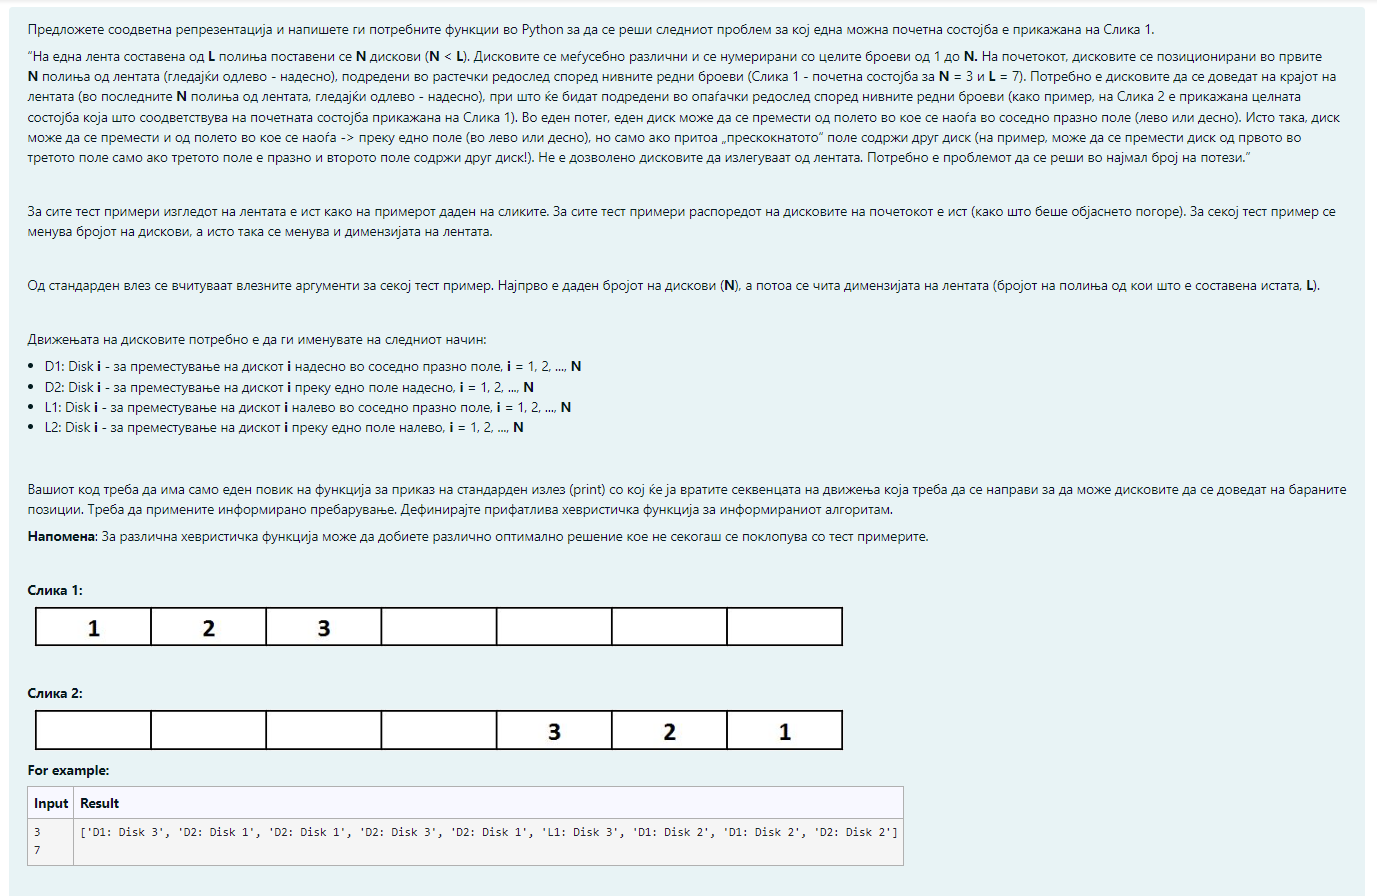 Предложете соодветна репрезентација и напишете ги потребните функции во Python за да се реши следниот проблем за кој една можна почетна состојба е прикажана на Слика 1.
"На една лента составена од L полиња поставени се N дискови (N < L). Дисковите се меѓусебно различни и се нумерирани со целите броеви од 1 до N. На почетокот, дисковите се позиционирани во првите
N полиња од лентата (гледајќи одлево - надесно), подредени во растечки редослед според нивните редни броеви (Слика 1 - почетна состојба за N = 3 и L = 7). Потребно е дисковите да се доведат на крајот на
лентата (во последните N полиња од лентата, гледајќи одлево - надесно), при што ќе бидат подредени во опаѓачки редослед според нивните редни броеви (како пример, на Слика 2 е прикажана целната
состојба која што соодветствува на почетната состојба прикажана на Слика 1). Во еден потег, еден диск може да се премести од полето во кое се наоѓа во соседно празно поле (лево или десно). Исто така, диск
може да се премести и од полето во кое се наоѓа -> преку едно поле (во лево или десно), но само ако притоа „прескокнатото" поле содржи друг диск (на пример, може да се премести диск од првото во
третото поле само ако третото поле е празно и второто поле содржи друг диск!). Не е дозволено дисковите да излегуваат од лентата. Потребно е проблемот да се реши во најмал број на потези."
За сите тест примери изгледот на лентата е ист како на примерот даден на сликите. За сите тест примери распоредот на дисковите на почетокот е ист (како што беше објаснето погоре). За секој тест пример се
менува бројот на дискови, а исто така се менува и димензијата на лентата.
Од стандарден влез се вчитуваат влезните аргументи за секој тест пример. Најпрво е даден бројот на дискови (N), а потоа се чита димензијата на лентата (бројот на полиња од кои што е составена истата, L).
Движењата на дисковите потребно е да ги именувате на следниот начин:
• D1: Disk i - за преместување на дискот i надесно во соседно празно поле, i = 1, 2, ..., N
• D2: Disk i - за преместување на дискот i преку едно поле надесно, i = 1, 2, ..., N
• L1: Disk i - за преместување на дискот i налево во соседно празно поле, i = 1, 2, ..., N
• L2: Disk i - за преместување на дискот i преку едно поле налево, i = 1, 2, ..., N
Вашиот код треба да има само еден повик на функција за приказ на стандарден излез (print) со кој ќе ја вратите секвенцата на движења која треба да се направи за да може дисковите да се доведат на бараните
позиции. Треба да примените информирано пребарување. Дефинирајте прифатлива хевристичка функција за информираниот алгоритам.
Напомена: За различна хевристичка функција може да добиете различно оптимално решение кое не секогаш се поклопува со тест примерите.
Слика 1:
1 2 3
Слика 2:
3 2 1
For example:
Input Result
3 ['D1: Disk 3', 'D2: Disk 1', 'D2: Disk 1', 'D2: Disk 3', 'D2: Disk 1', 'L1: Disk 3', 'D1: Disk 2', 'D1: Disk 2', 'D2: Disk 2']
7